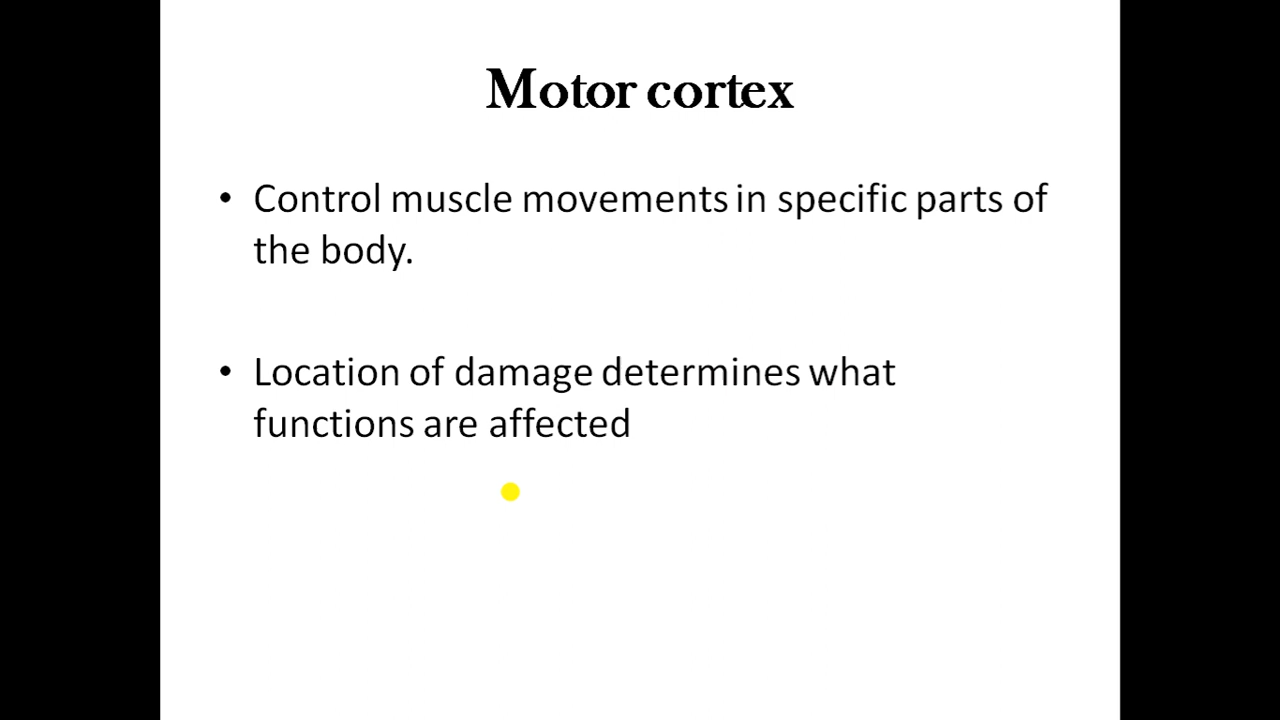 Motor cortex
• Control muscle movements in specific parts of
the body.
• Location of damage determines what
functions are affected